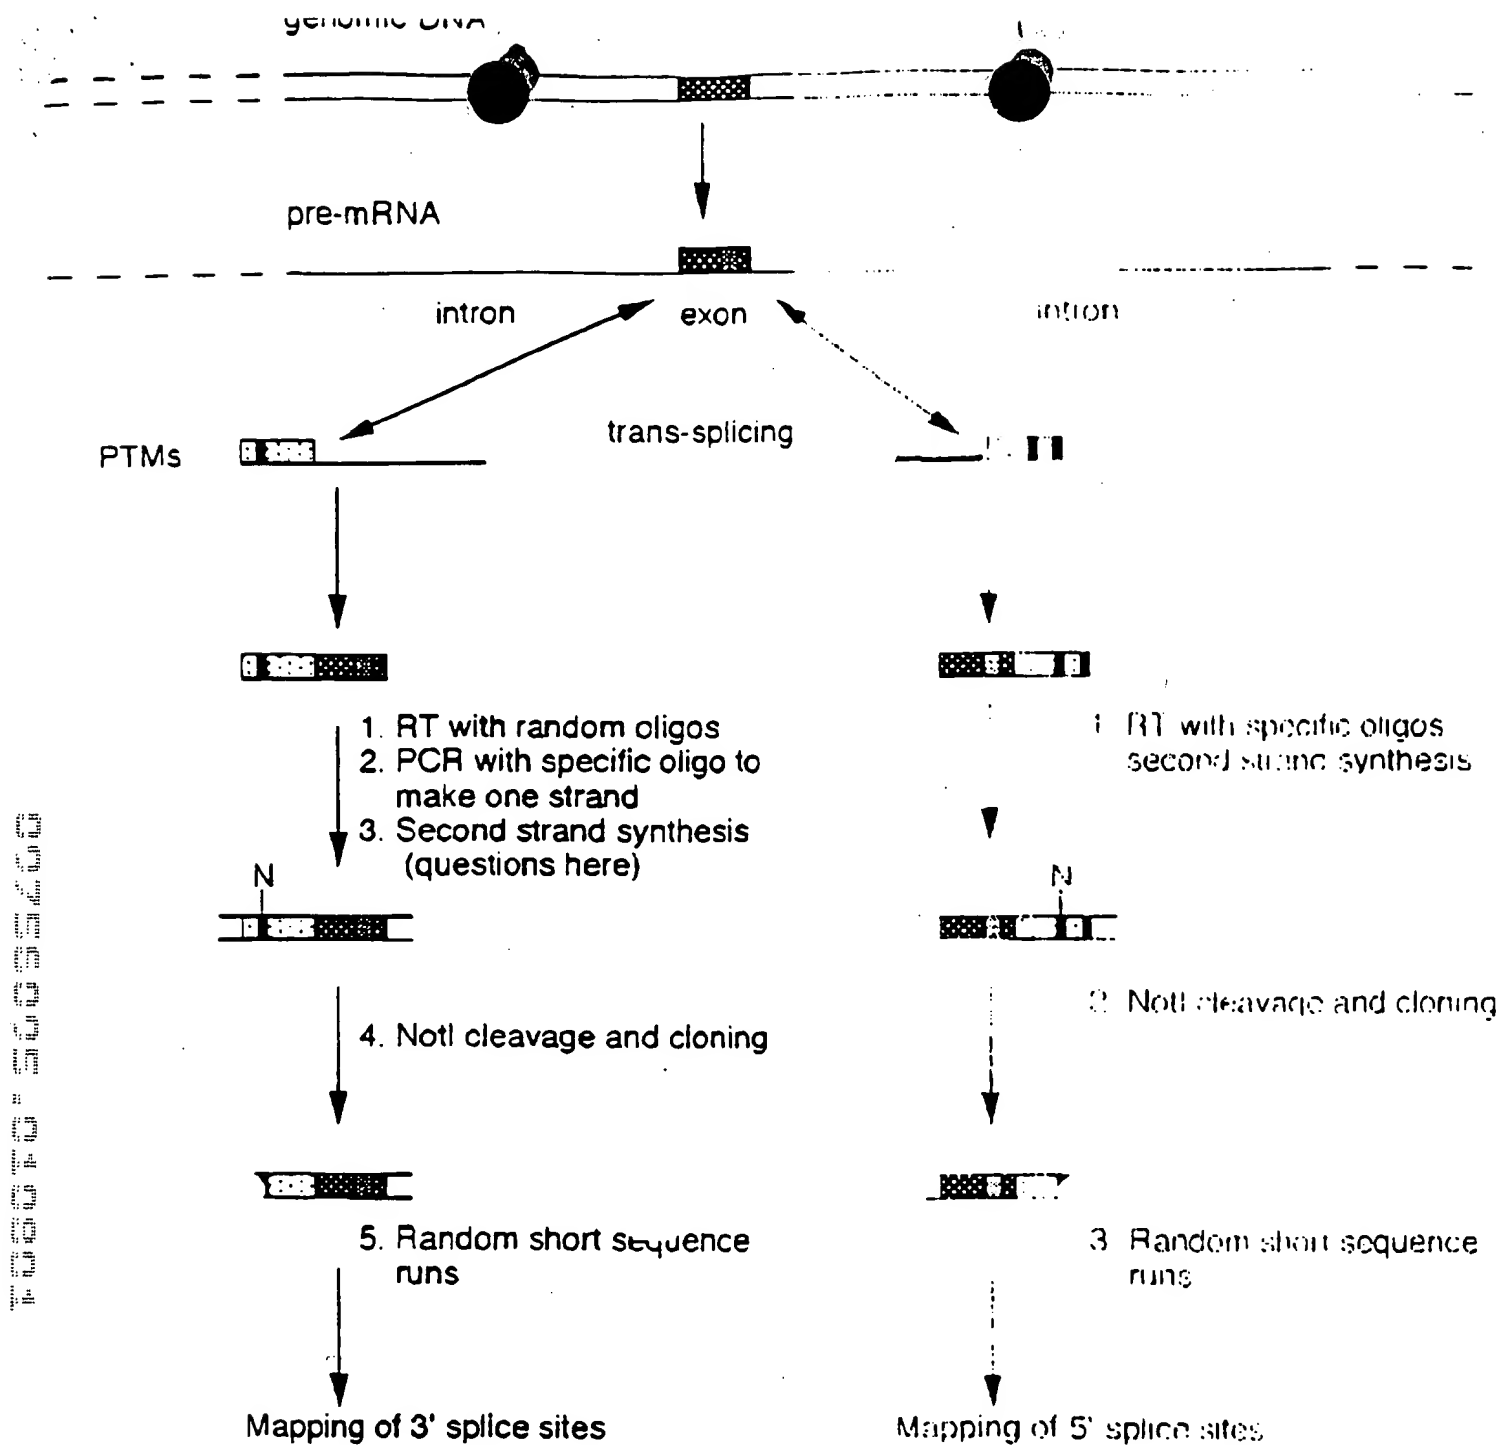 genomic DNA
pre-mRNA
intron
exon
intron
PTMs
trans-splicing
1. RT with random oligos
2. PCR with specific oligo to
make one strand
3. Second strand synthesis
(questions here)
1 RT with specific oligos
second strand synthesis
N
N
4. NotI cleavage and cloning
2 NotI cleavage and cloning
5. Random short sequence
runs
3 Random short sequence
runs
Mapping of 3' splice sites
Mapping of 5' splice sites